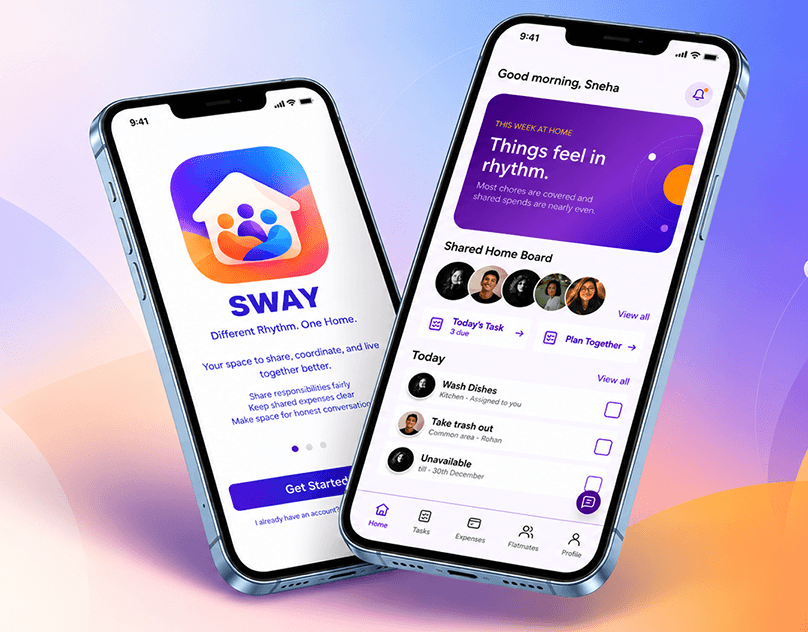 9:41
SWAY
Different Rhythm. One Home.
Your space to share, coordinate, and live
together better.
Share responsibilities fairly
Keep shared expenses clear
Make space for honest conversation
Get Started
I already have an account?
9:41
Good morning, Sneha
THIS WEEK AT HOME
Things feel in
rhythm.
Most chores are covered and
shared spends are nearly even.
Shared Home Board
View all
Today's Task
3 due
Plan Together
Today
View all
Wash Dishes
Kitchen - Assigned to you
Take trash out
Common area - Rohan
Unavailable
till - 30th December
Home
Tasks
Expenses
Flatmates
Profile